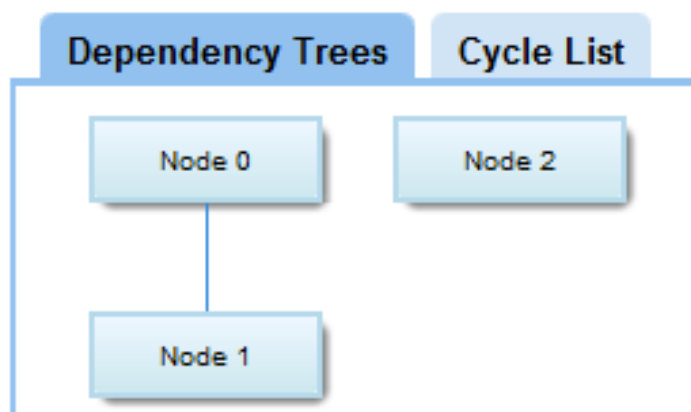 Dependency Trees
Cycle List
Node 0
Node 2
Node 1